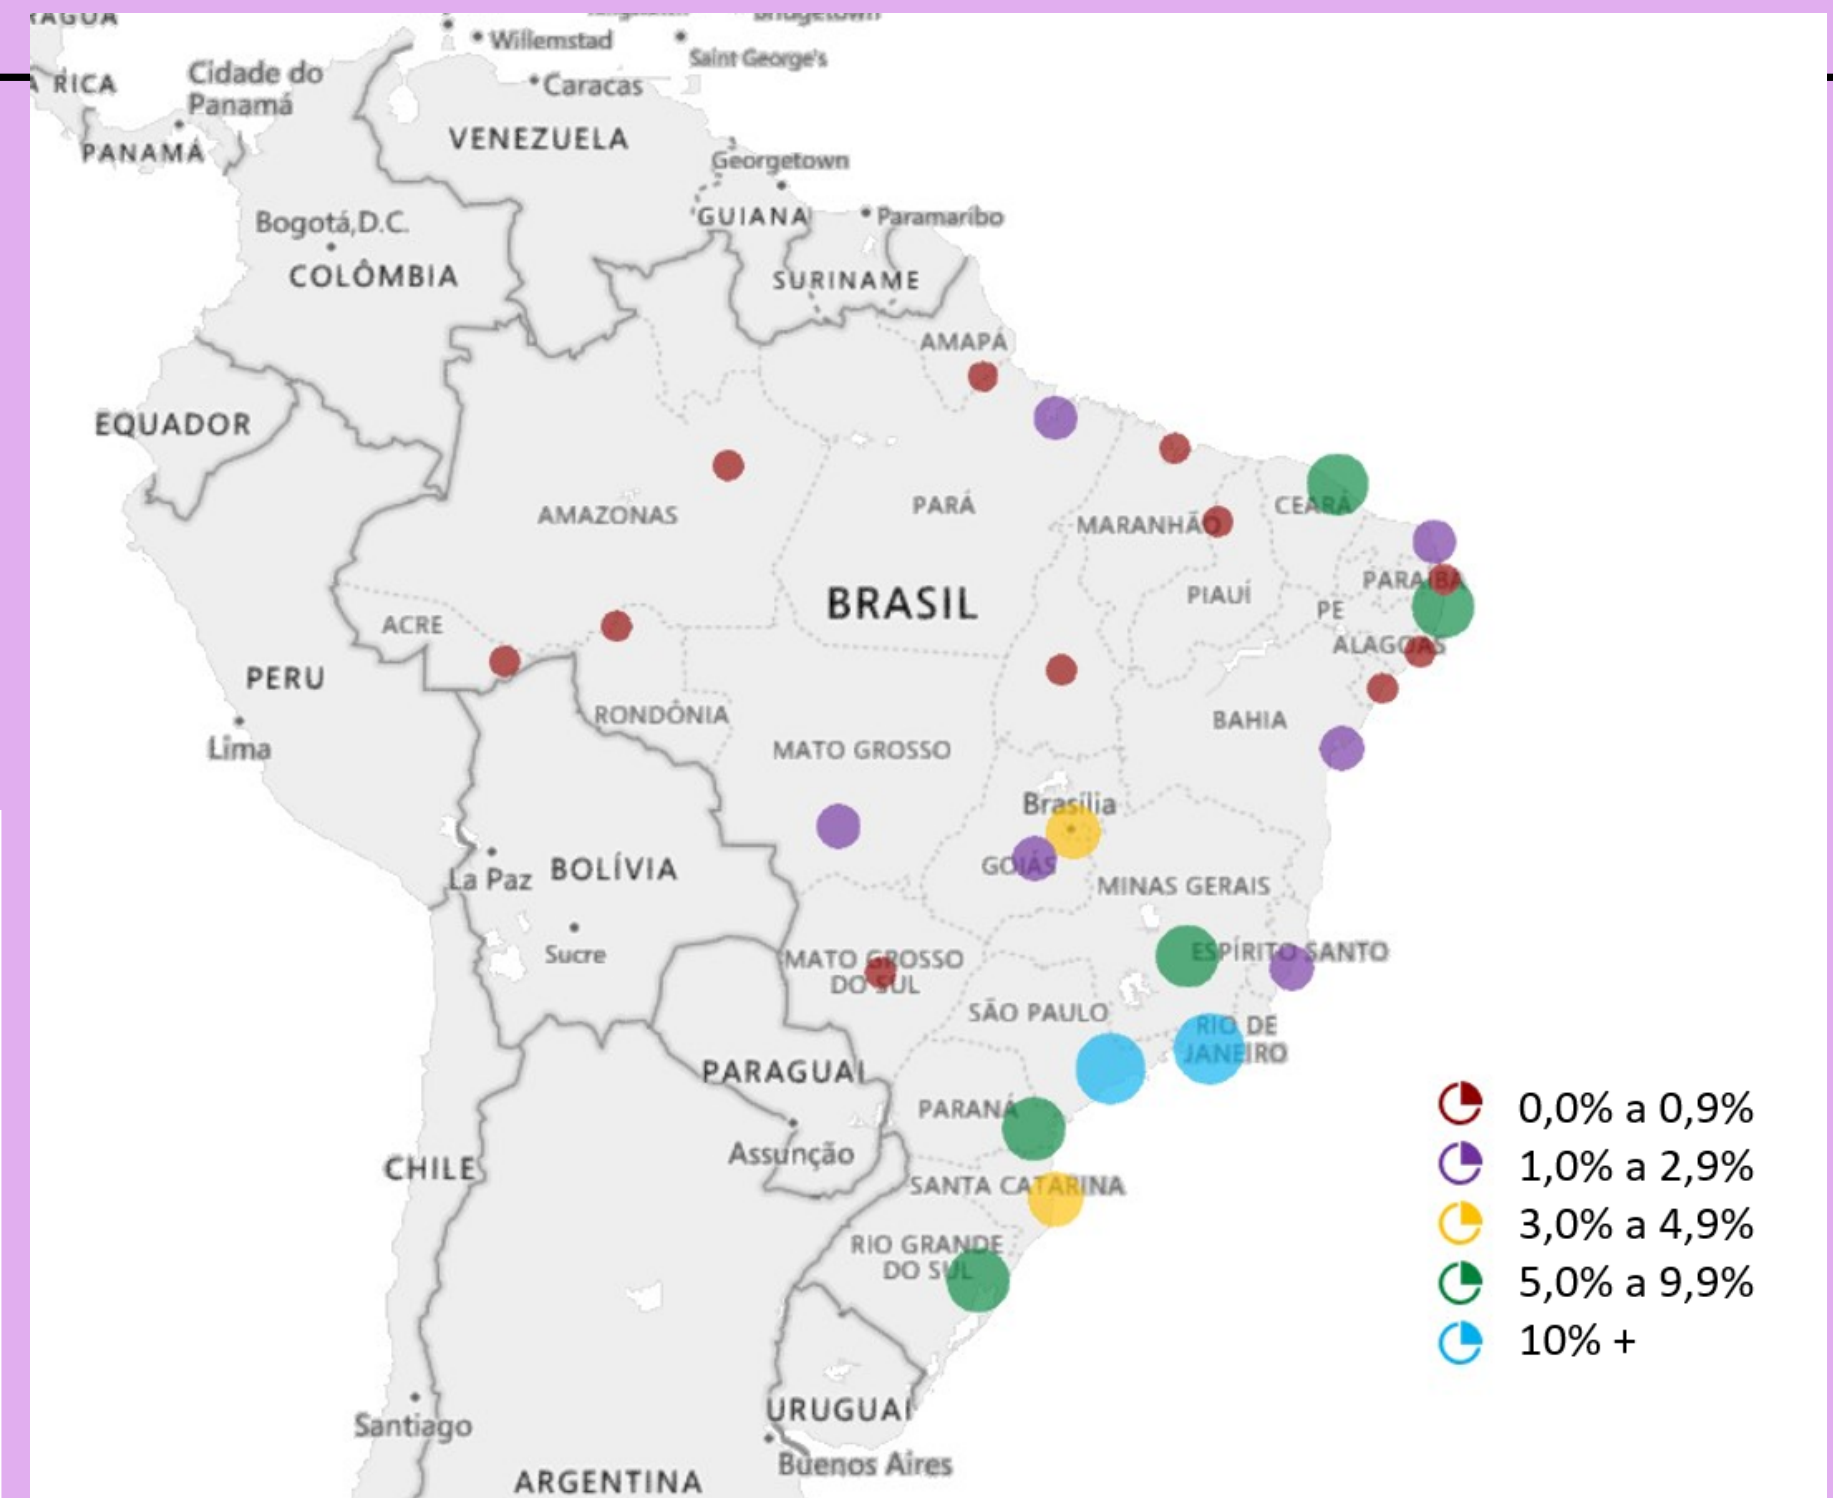 Willemstad
Saint George's
RICA
Cidade do
Panamá
Caracas
PANAMÁ
VENEZUELA
Georgetown
Bogotá,D.C.
GUIANA
Paramaribo
COLÔMBIA
SURINAME
AMAPÁ
EQUADOR
AMAZONAS
PARÁ
MARANHÃO
CEARÁ
BRASIL
PIAUÍ
PARAÍBA
PE
ACRE
ALAGOAS
PERU
RONDÔNIA
BAHIA
Lima
MATO GROSSO
Brasília
La Paz
BOLÍVIA
GOIÁS
MINAS GERAIS
Sucre
MATO GROSSO
DO SUL
ESPÍRITO SANTO
SÃO PAULO
RIO DE
JANEIRO
PARAGUAI
PARANÁ
Assunção
CHILE
SANTA CATARINA
RIO GRANDE
DO SUL
Santiago
URUGUAI
Buenos Aires
ARGENTINA
0,0% a 0,9%
1,0% a 2,9%
3,0% a 4,9%
5,0% a 9,9%
10% +